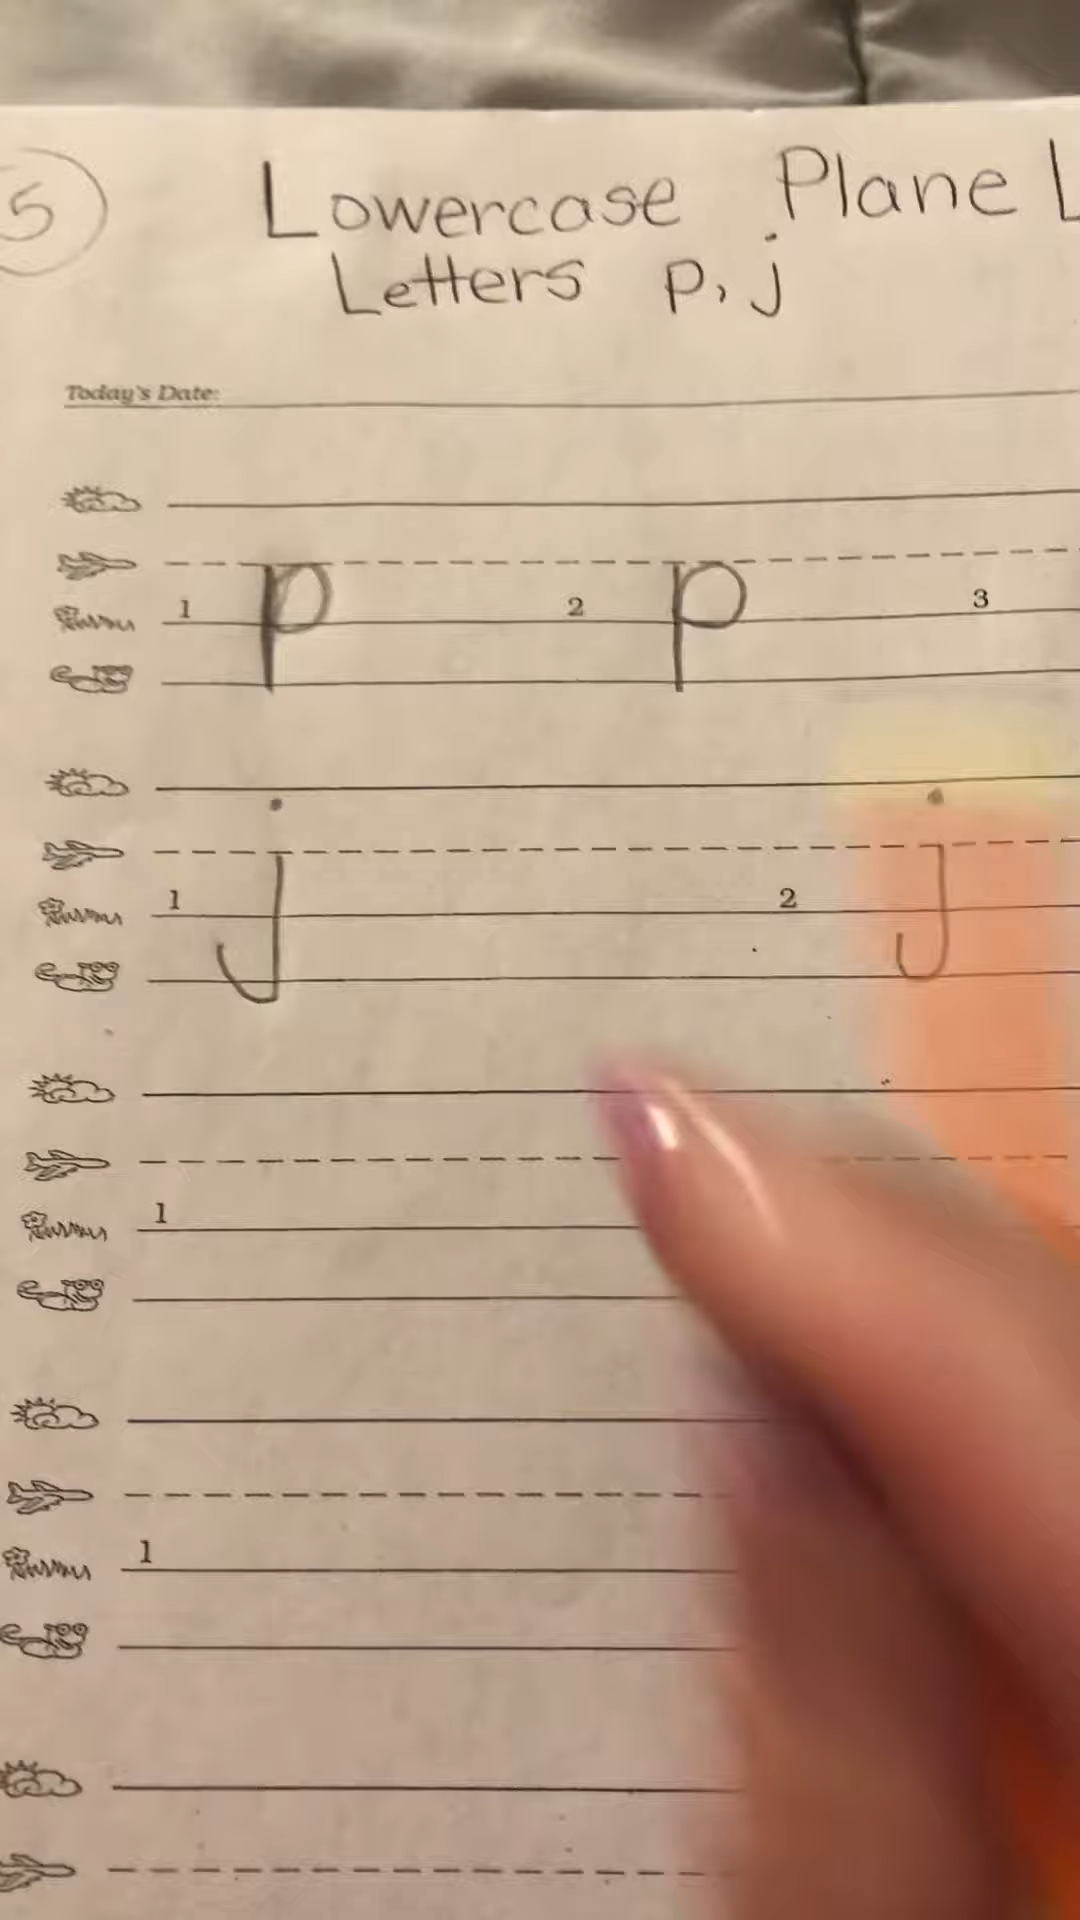 5
Lowercase Plane L
Letters p, j
Today's Date:
1 p 2 p 3
1 j 2 j
1
1